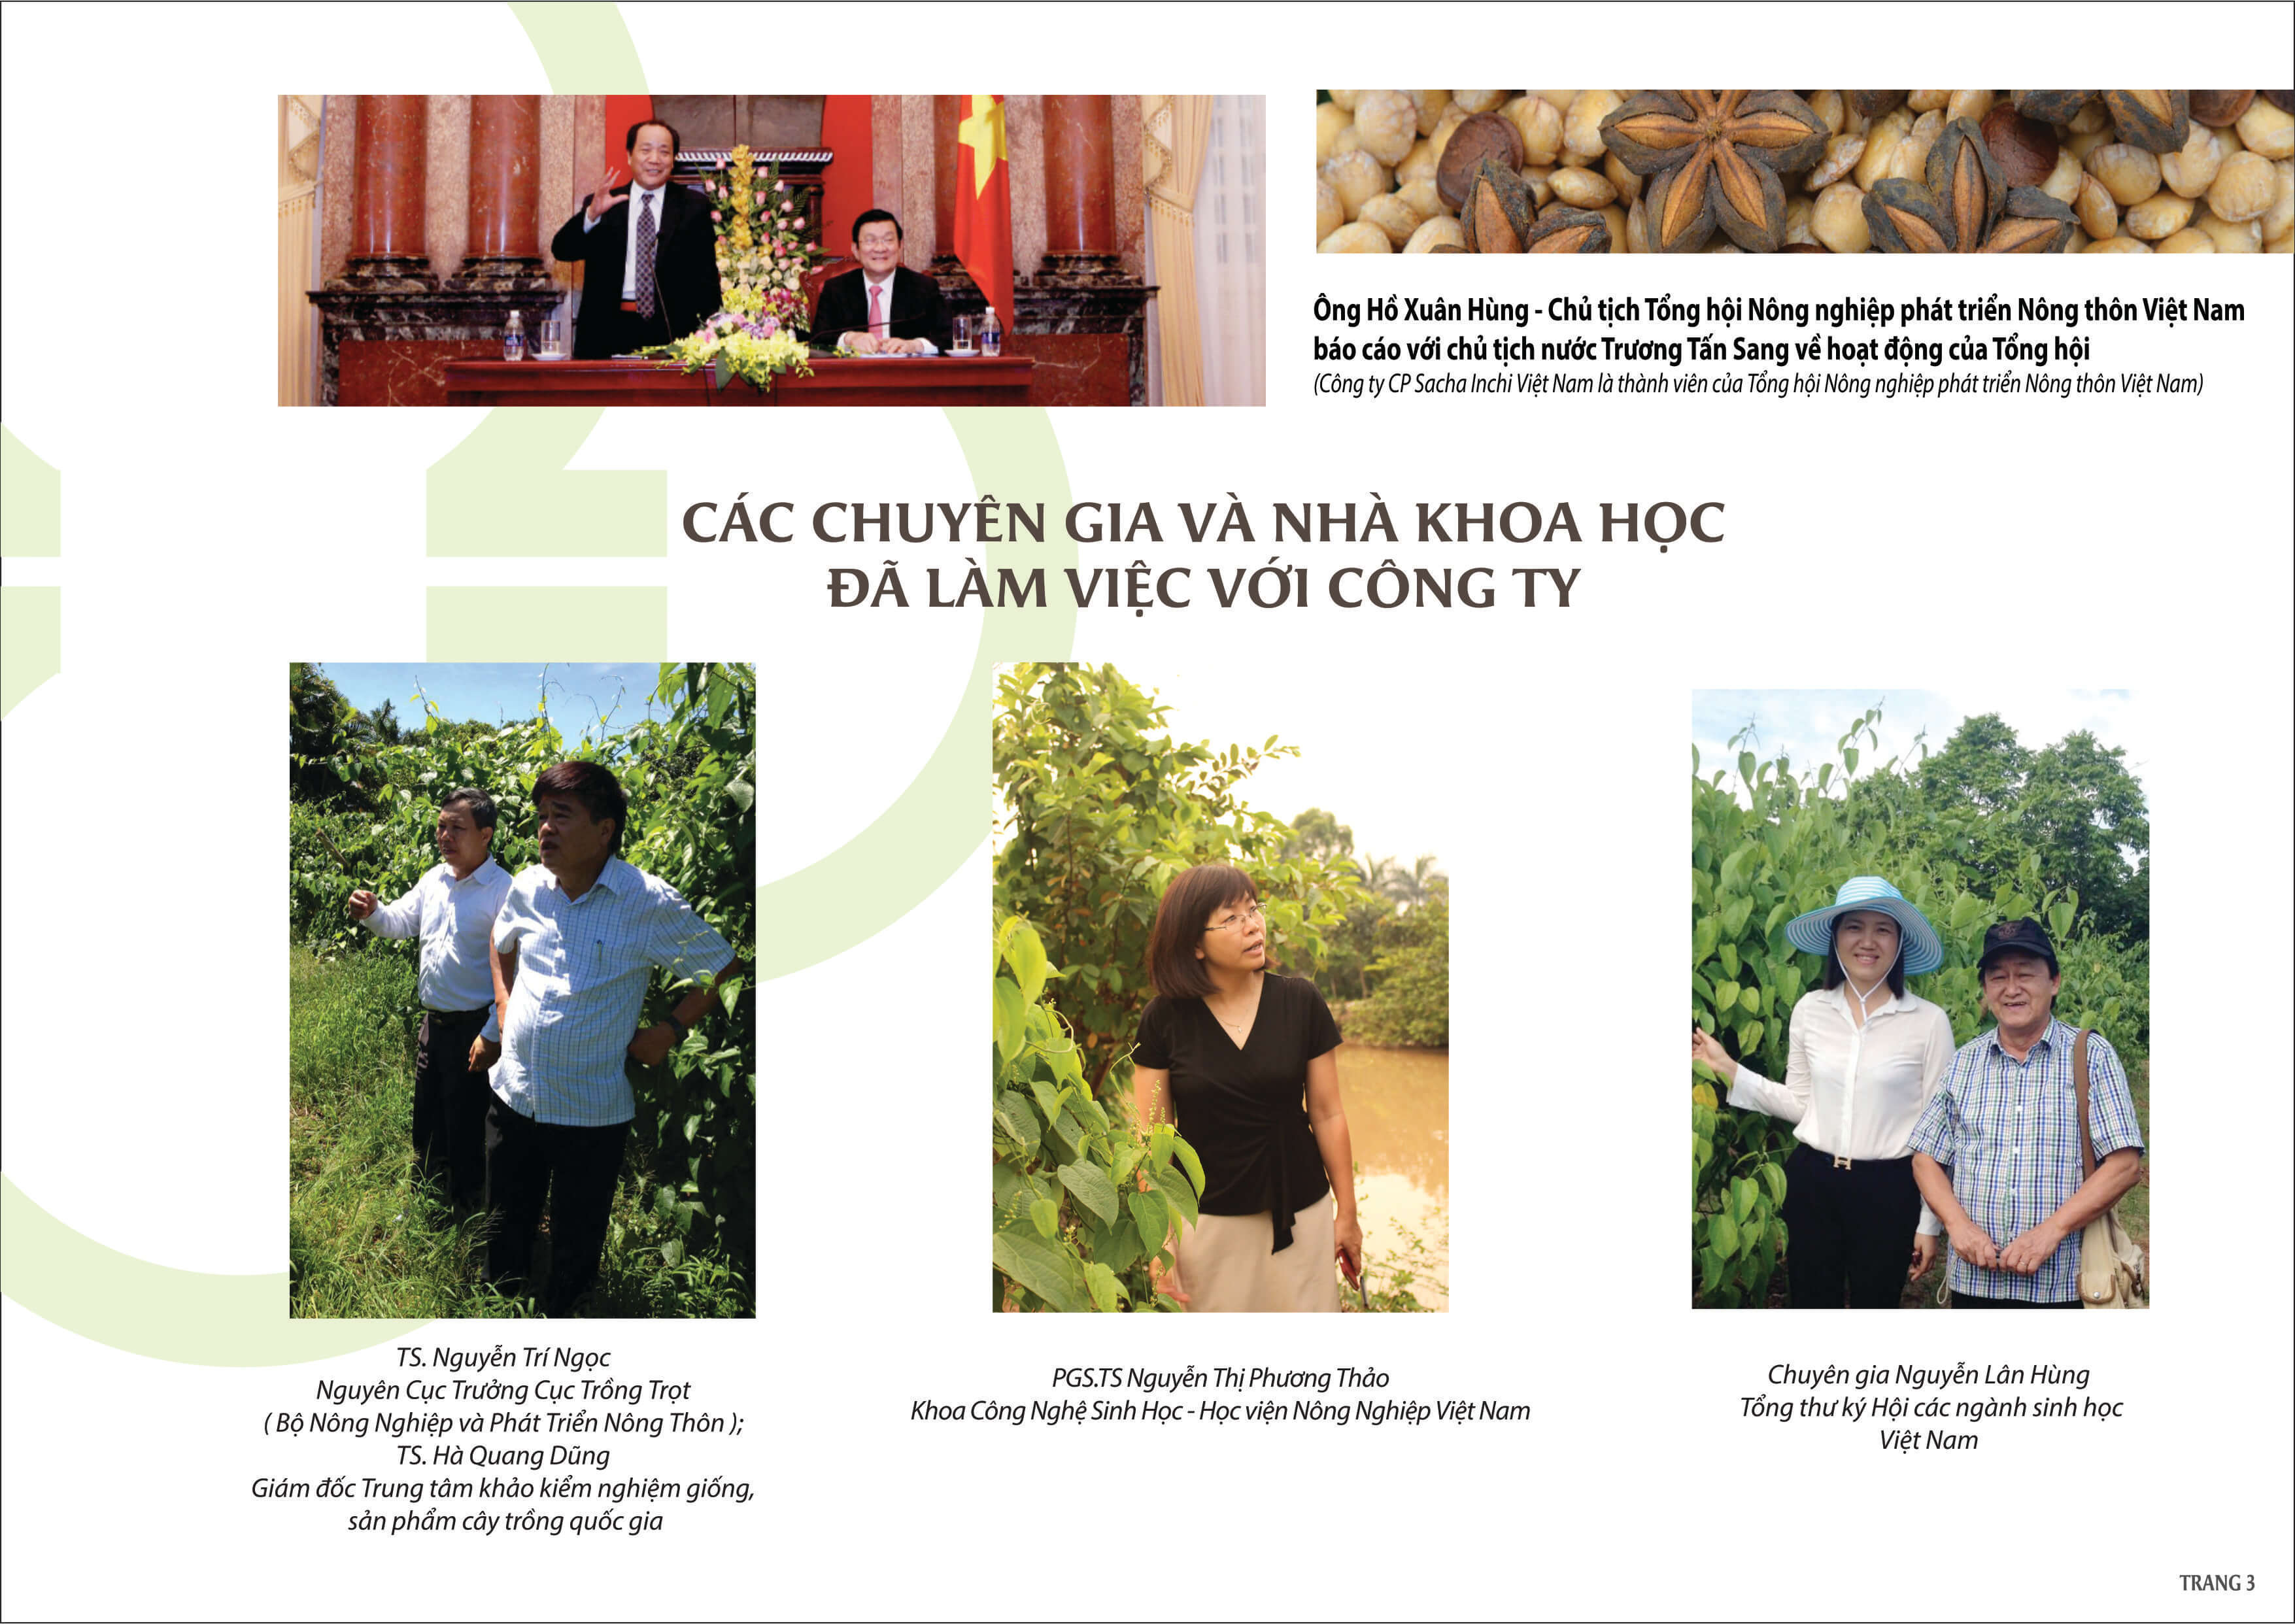 Ông Hồ Xuân Hùng - Chủ tịch Tổng hội Nông nghiệp phát triển Nông thôn Việt Nam
báo cáo với chủ tịch nước Trương Tấn Sang về hoạt động của Tổng hội
(Công ty CP Sacha Inchi Việt Nam là thành viên của Tổng hội Nông nghiệp phát triển Nông thôn Việt Nam)
CÁC CHUYÊN GIA VÀ NHÀ KHOA HỌC
ĐÃ LÀM VIỆC VỚI CÔNG TY
TS. Nguyễn Trí Ngọc
Nguyên Cục Trưởng Cục Trồng Trọt
( Bộ Nông Nghiệp và Phát Triển Nông Thôn );
TS. Hà Quang Dũng
Giám đốc Trung tâm khảo kiểm nghiệm giống,
sản phẩm cây trồng quốc gia
PGS.TS Nguyễn Thị Phương Thảo
Khoa Công Nghệ Sinh Học - Học viện Nông Nghiệp Việt Nam
Chuyên gia Nguyễn Lân Hùng
Tổng thư ký Hội các ngành sinh học
Việt Nam
TRANG 3